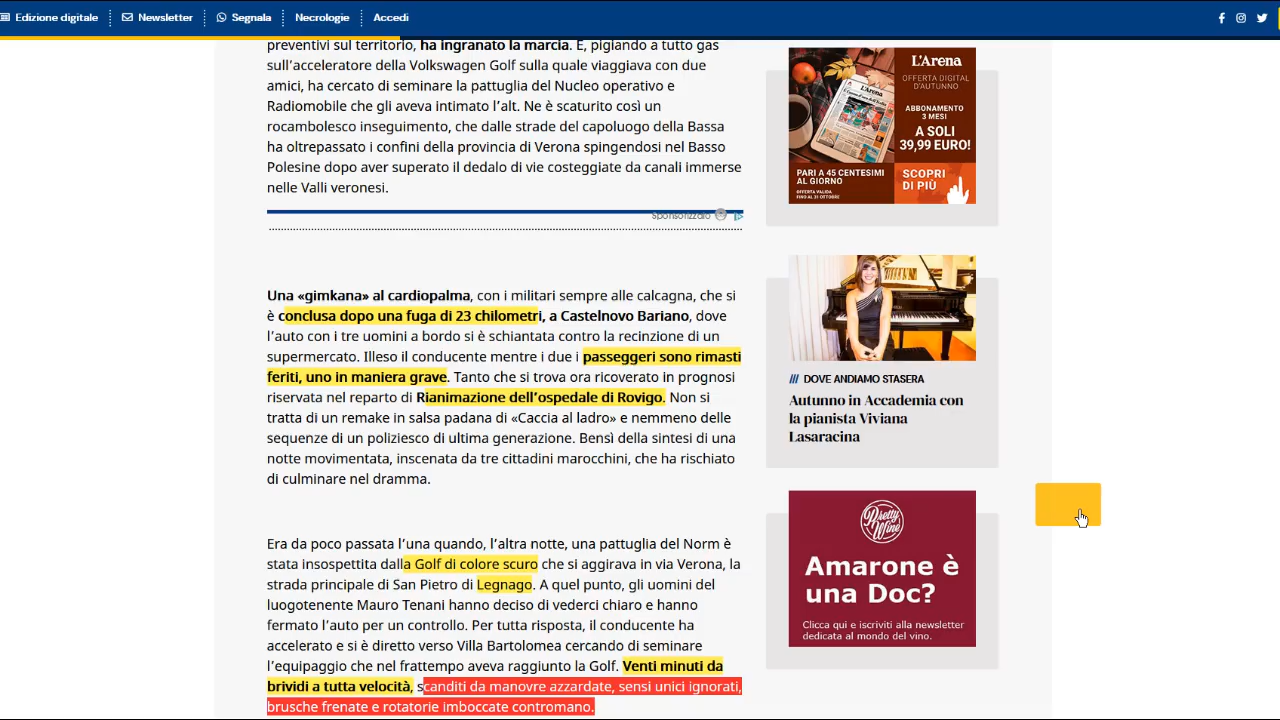 Edizione digitale
Newsletter
Segnala
Necrologie
Accedi
preventivi sul territorio, ha ingranato la marcia. E, pigiando a tutto gas
sull'acceleratore della Volkswagen Golf sulla quale viaggiava con due
amici, ha cercato di seminare la pattuglia del Nucleo operativo e
Radiomobile che gli aveva intimato l'alt. Ne è scaturito così un
rocambolesco inseguimento, che dalle strade del capoluogo della Bassa
ha oltrepassato i confini della provincia di Verona spingendosi nel Basso
Polesine dopo aver superato il dedalo di vie costeggiate da canali immerse
nelle Valli veronesi.
Sponsorizzato
Una «gimkana» al cardiopalma, con i militari sempre alle calcagna, che si
è conclusa dopo una fuga di 23 chilometri, a Castelnovo Bariano, dove
l'auto con i tre uomini a bordo si è schiantata contro la recinzione di un
supermercato. Illeso il conducente mentre i due i passeggeri sono rimasti
feriti, uno in maniera grave. Tanto che si trova ora ricoverato in prognosi
riservata nel reparto di Rianimazione dell'ospedale di Rovigo. Non si
tratta di un remake in salsa padana di «Caccia al ladro» e nemmeno delle
sequenze di un poliziesco di ultima generazione. Bensì della sintesi di una
notte movimentata, inscenata da tre cittadini marocchini, che ha rischiato
di culminare nel dramma.
Era da poco passata l'una quando, l'altra notte, una pattuglia del Norm è
stata insospettita dalla Golf di colore scuro che si aggirava in via Verona, la
strada principale di San Pietro di Legnago. A quel punto, gli uomini del
luogotenente Mauro Tenani hanno deciso di vederci chiaro e hanno
fermato l'auto per un controllo. Per tutta risposta, il conducente ha
accelerato e si è diretto verso Villa Bartolomea cercando di seminare
l'equipaggio che nel frattempo aveva raggiunto la Golf. Venti minuti da
brividi a tutta velocità, scanditi da manovre azzardate, sensi unici ignorati,
brusche frenate e rotatorie imboccate contromano.
L'Arena
OFFERTA DIGITAL
D'AUTUNNO
ABBONAMENTO
3 MESI
A SOLI
39,99 EURO!
PARI A 45 CENTESIMI
AL GIORNO
OFFERTA VALIDA
FINO AL 31 OTTOBRE
SCOPRI
DI PIÙ
/// DOVE ANDIAMO STASERA
Autunno in Accademia con
la pianista Viviana
Lasaracina
Pretty
Wine
Amarone è
una Doc?
Clicca qui e iscriviti alla newsletter
dedicata al mondo del vino.